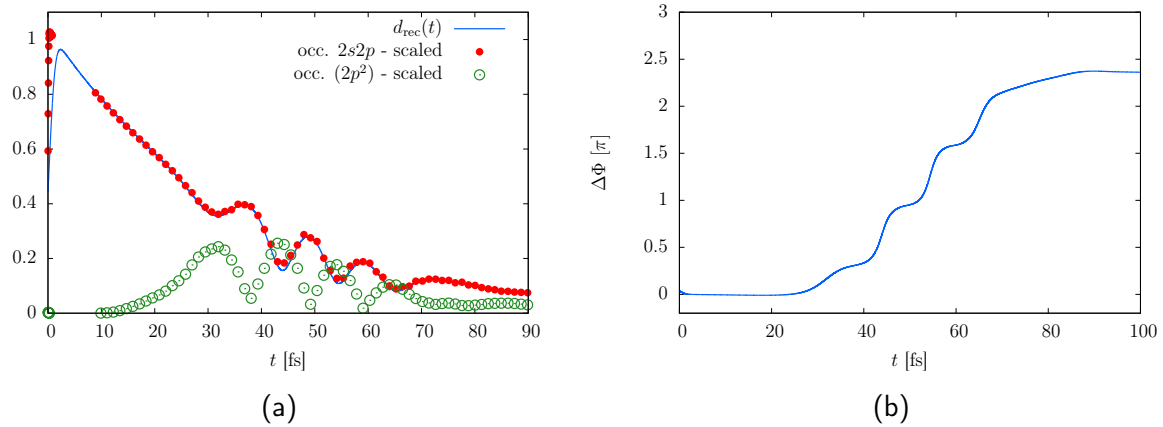 1
0.8
0.6
0.4
0.2
0
0 10 20 30 40 50 60 70 80 90
t [fs]
d_rec(t)
occ. 2s2p - scaled
occ. (2p²) - scaled
(a)
3
2.5
2
1.5
1
0.5
0
0 20 40 60 80 100
t [fs]
ΔΦ [π]
(b)